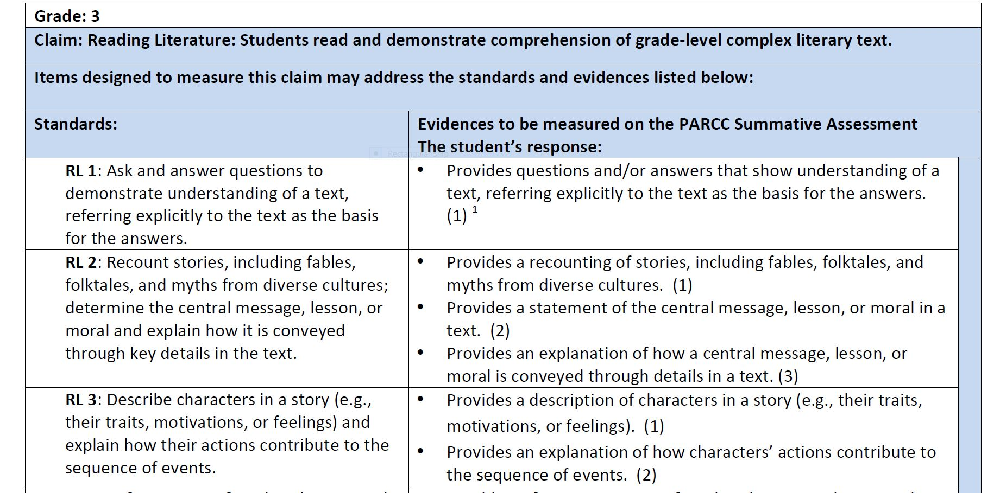 Grade: 3
Claim: Reading Literature: Students read and demonstrate comprehension of grade-level complex literary text.
Items designed to measure this claim may address the standards and evidences listed below:
Standards:
Evidences to be measured on the PARCC Summative Assessment
The student’s response:
RL 1: Ask and answer questions to
demonstrate understanding of a text,
referring explicitly to the text as the basis
for the answers.
• Provides questions and/or answers that show understanding of a
text, referring explicitly to the text as the basis for the answers.
(1) 1
RL 2: Recount stories, including fables,
folktales, and myths from diverse cultures;
determine the central message, lesson, or
moral and explain how it is conveyed
through key details in the text.
• Provides a recounting of stories, including fables, folktales, and
myths from diverse cultures. (1)
• Provides a statement of the central message, lesson, or moral in a
text. (2)
• Provides an explanation of how a central message, lesson, or
moral is conveyed through details in a text. (3)
RL 3: Describe characters in a story (e.g.,
their traits, motivations, or feelings) and
explain how their actions contribute to the
sequence of events.
• Provides a description of characters in a story (e.g., their traits,
motivations, or feelings). (1)
• Provides an explanation of how characters’ actions contribute to
the sequence of events. (2)